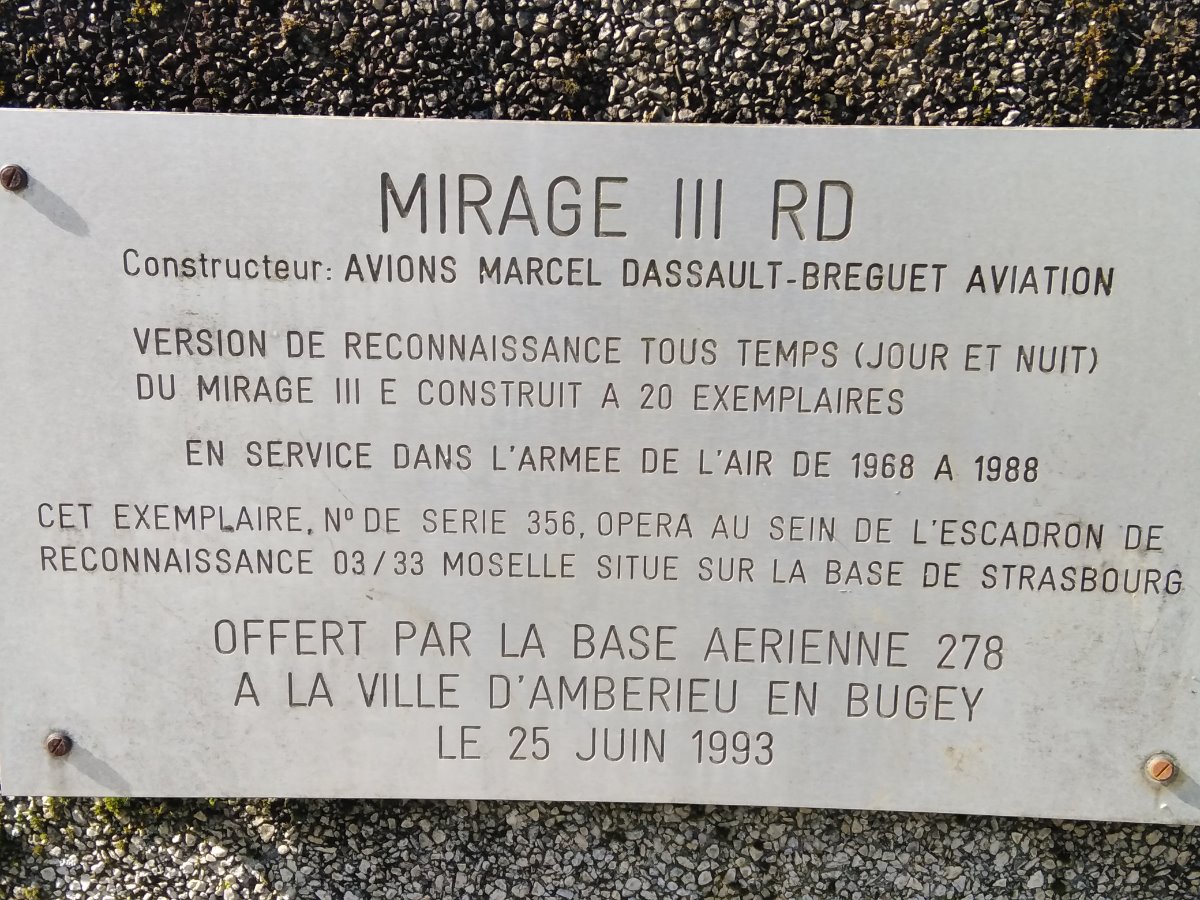 MIRAGE III RD
Constructeur: AVIONS MARCEL DASSAULT-BREGUET AVIATION
VERSION DE RECONNAISSANCE TOUS TEMPS (JOUR ET NUIT)
DU MIRAGE III E CONSTRUIT A 20 EXEMPLAIRES
EN SERVICE DANS L'ARMEE DE L'AIR DE 1968 A 1988
CET EXEMPLAIRE, N° DE SERIE 356, OPERA AU SEIN DE L'ESCADRON DE
RECONNAISSANCE 03/33 MOSELLE SITUE SUR LA BASE DE STRASBOURG
OFFERT PAR LA BASE AERIENNE 278
A LA VILLE D'AMBERIEU EN BUGEY
LE 25 JUIN 1993